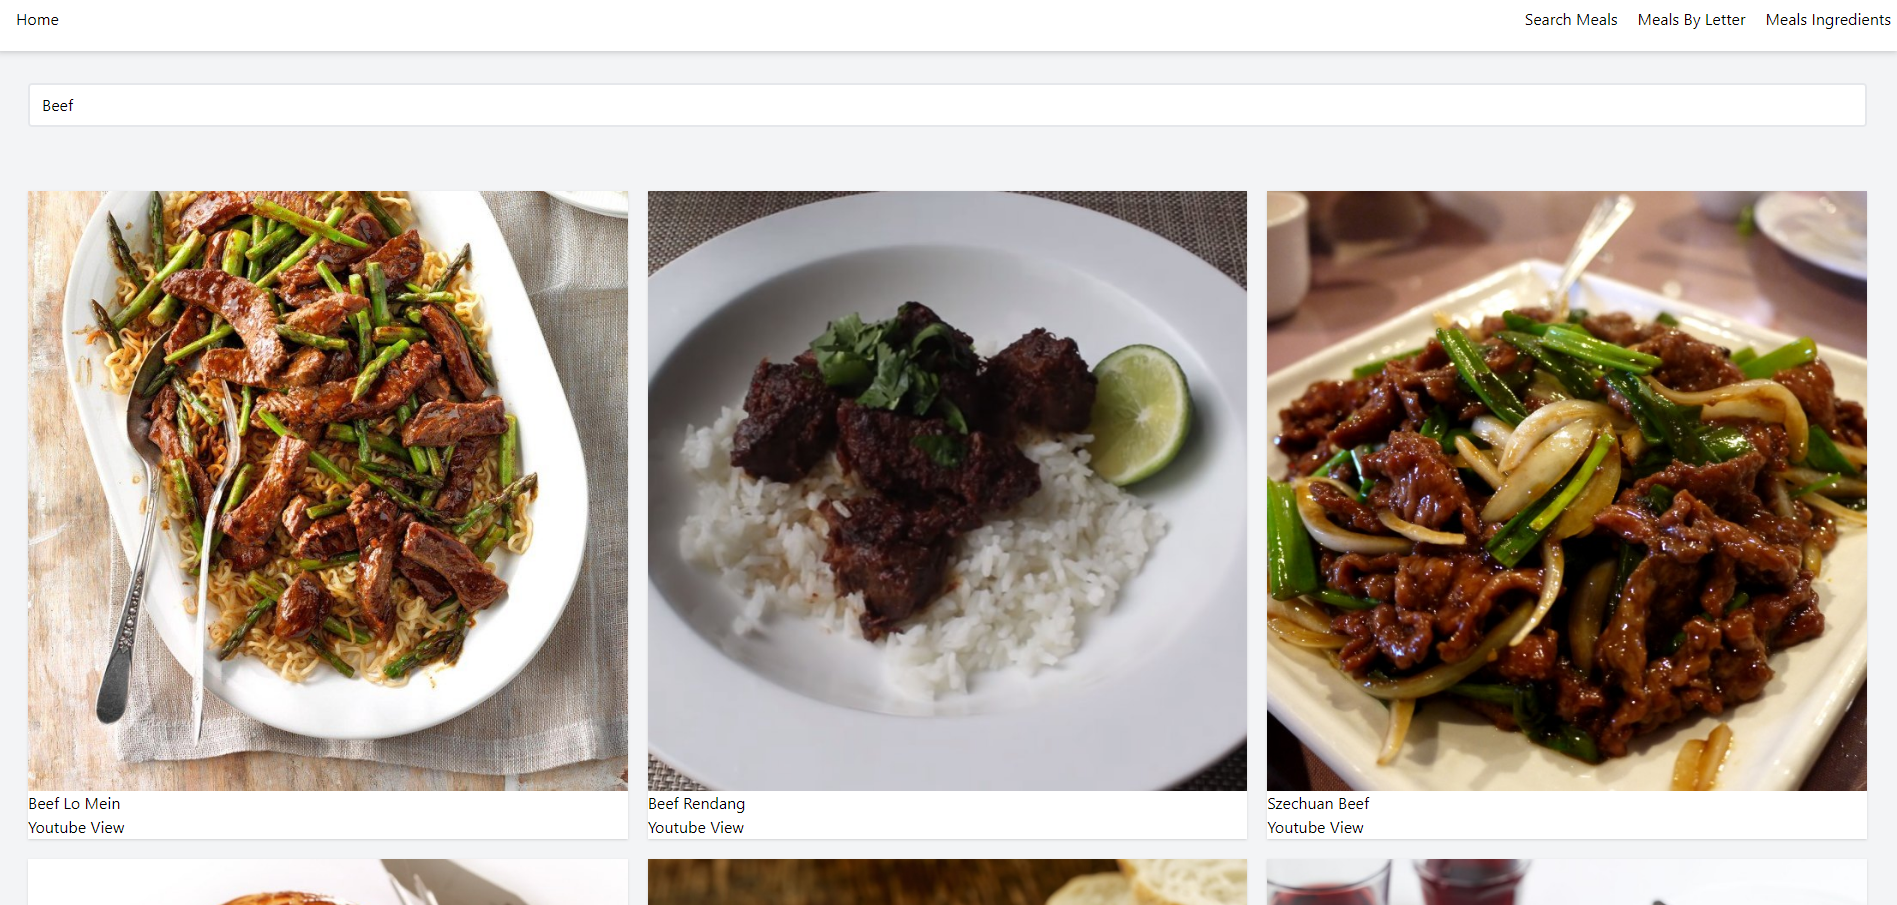 Home Search Meals Meals By Letter Meals Ingredients
Beef
Beef Lo Mein
Youtube View
Beef Rendang
Youtube View
Szechuan Beef
Youtube View